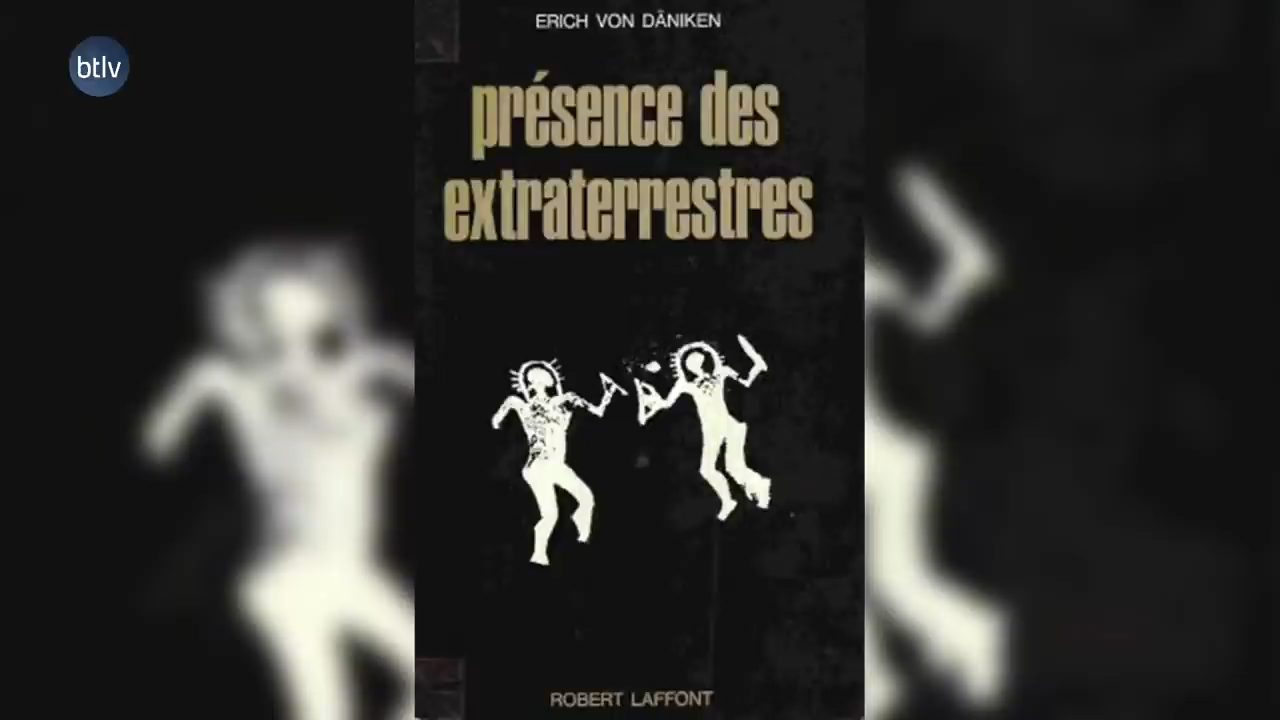 btlv
ERICH VON DÄNIKEN
présence des
extraterrestres
ROBERT LAFFONT